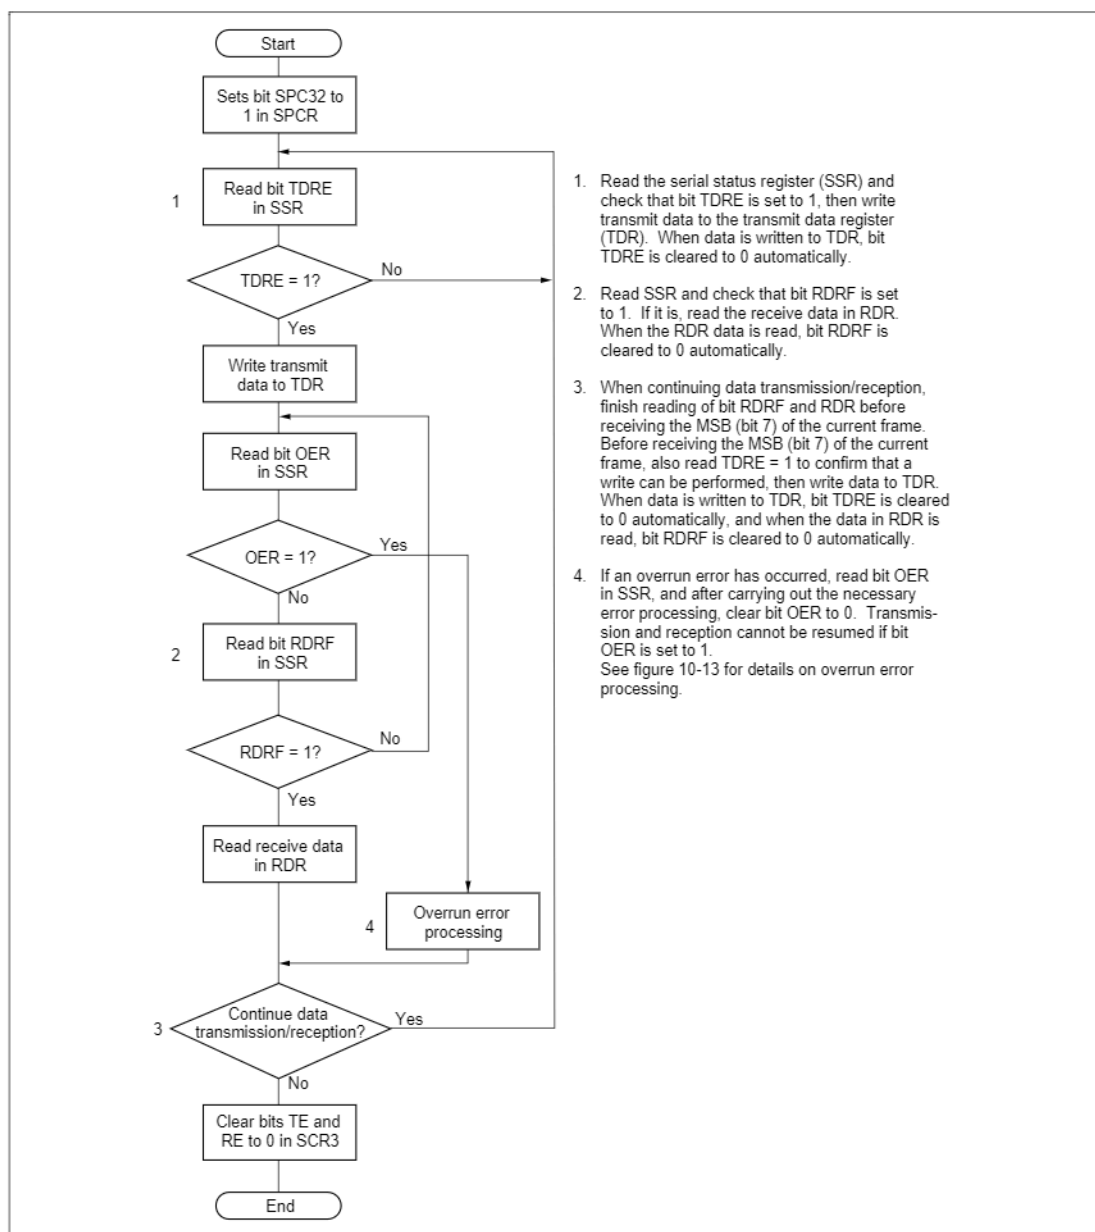 Start
Sets bit SPC32 to
1 in SPCR
1
Read bit TDRE
in SSR
TDRE = 1?
No
Yes
Write transmit
data to TDR
Read bit OER
in SSR
OER = 1?
Yes
No
2
Read bit RDRF
in SSR
RDRF = 1?
No
Yes
Read receive data
in RDR
4
Overrun error
processing
3
Continue data
transmission/reception?
Yes
No
Clear bits TE and
RE to 0 in SCR3
End
1. Read the serial status register (SSR) and
check that bit TDRE is set to 1, then write
transmit data to the transmit data register
(TDR). When data is written to TDR, bit
TDRE is cleared to 0 automatically.
2. Read SSR and check that bit RDRF is set
to 1. If it is, read the receive data in RDR.
When the RDR data is read, bit RDRF is
cleared to 0 automatically.
3. When continuing data transmission/reception,
finish reading of bit RDRF and RDR before
receiving the MSB (bit 7) of the current frame.
Before receiving the MSB (bit 7) of the current
frame, also read TDRE = 1 to confirm that a
write can be performed, then write data to TDR.
When data is written to TDR, bit TDRE is cleared
to 0 automatically, and when the data in RDR is
read, bit RDRF is cleared to 0 automatically.
4. If an overrun error has occurred, read bit OER
in SSR, and after carrying out the necessary
error processing, clear bit OER to 0. Transmis-
sion and reception cannot be resumed if bit
OER is set to 1.
See figure 10-13 for details on overrun error
processing.